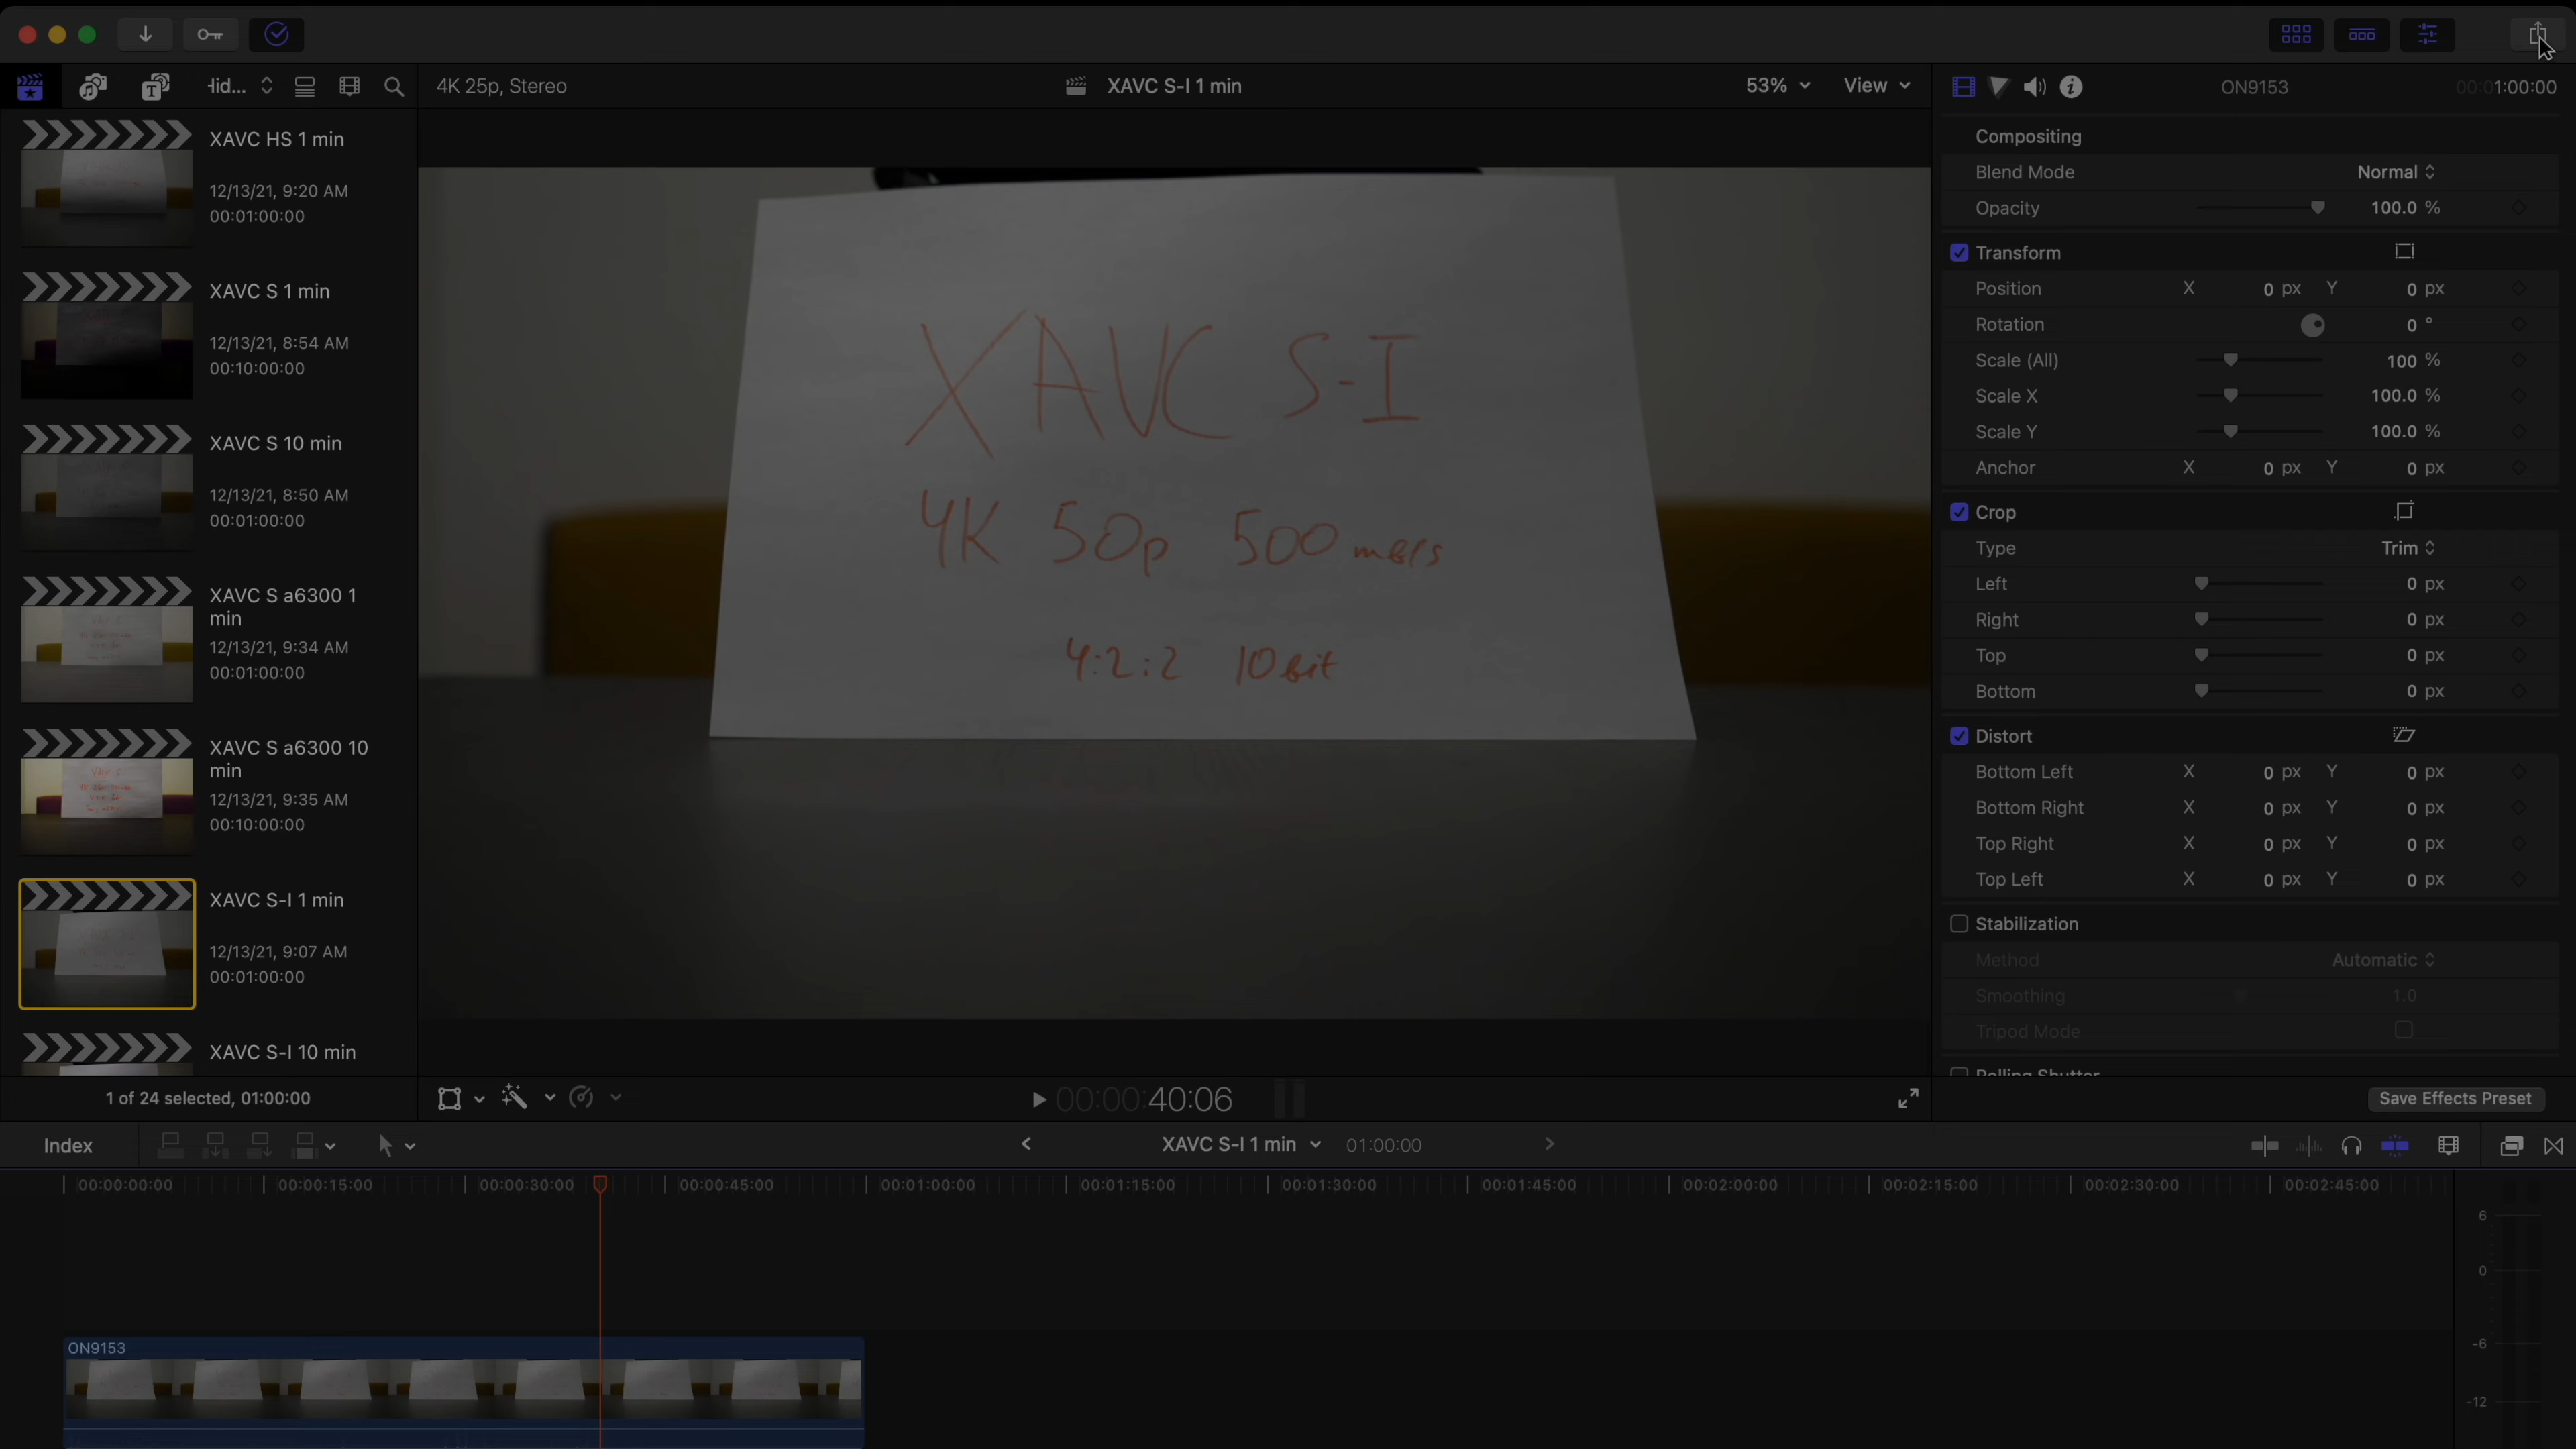 Hid...
4K 25p, Stereo
XAVC S-I 1 min
53%
View
ON9153
00:01:00:00
XAVC HS 1 min
12/13/21, 9:20 AM
00:01:00:00
XAVC S 1 min
12/13/21, 8:54 AM
00:10:00:00
XAVC S 10 min
12/13/21, 8:50 AM
00:01:00:00
XAVC S a6300 1
min
12/13/21, 9:34 AM
00:01:00:00
XAVC S a6300 10
min
12/13/21, 9:35 AM
00:10:00:00
XAVC S-I 1 min
12/13/21, 9:07 AM
00:01:00:00
XAVC S-I 10 min
1 of 24 selected, 01:00:00
XAVC S-I
4K 50p 500 mb/s
4:2:2 10bit
00:00:40:06
Compositing
Blend Mode Normal
Opacity 100.0 %
Transform
Position X 0 px Y 0 px
Rotation 0 °
Scale (All) 100 %
Scale X 100.0 %
Scale Y 100.0 %
Anchor X 0 px Y 0 px
Crop
Type Trim
Left 0 px
Right 0 px
Top 0 px
Bottom 0 px
Distort
Bottom Left X 0 px Y 0 px
Bottom Right X 0 px Y 0 px
Top Right X 0 px Y 0 px
Top Left X 0 px Y 0 px
Stabilization
Method Automatic
Smoothing 1.0
Tripod Mode
Rolling Shutter
Save Effects Preset
Index
XAVC S-I 1 min 01:00:00
00:00:00:00 00:00:15:00 00:00:30:00 00:00:45:00 00:01:00:00 00:01:15:00 00:01:30:00 00:01:45:00 00:02:00:00 00:02:15:00 00:02:30:00 00:02:45:00
6
0
-6
-12
ON9153